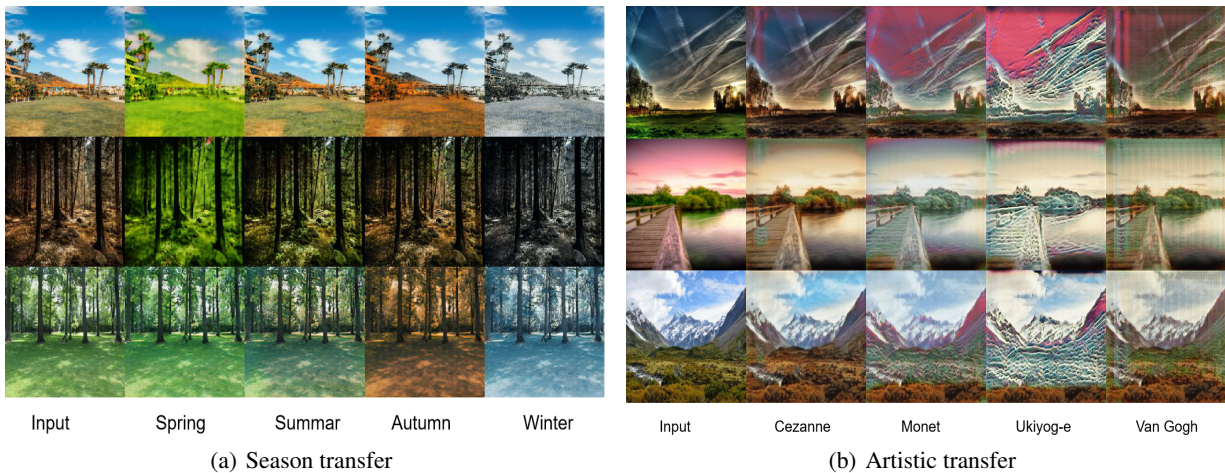 Input Spring Summar Autumn Winter
(a) Season transfer
Input Cezanne Monet Ukiyog-e Van Gogh
(b) Artistic transfer